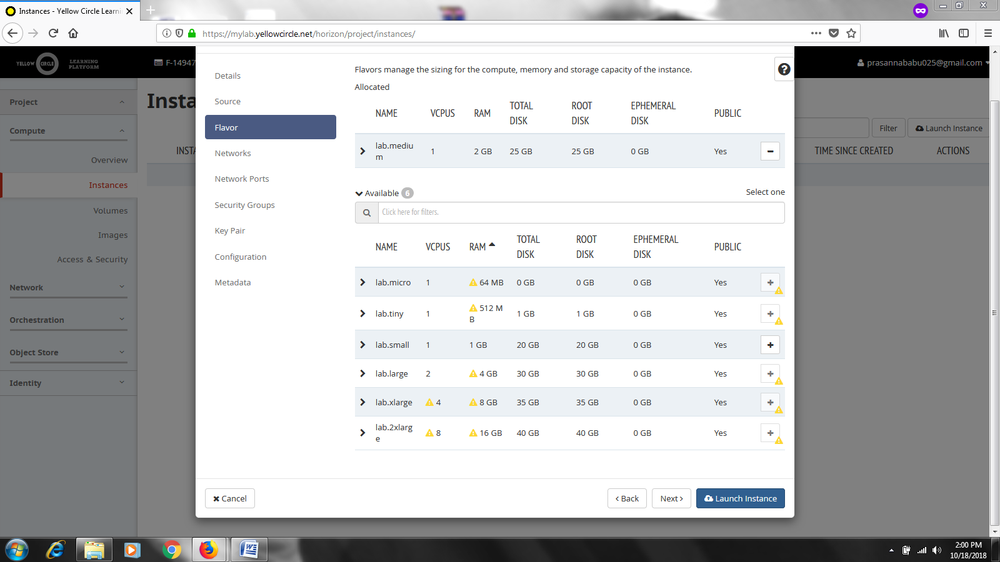 Instances - Yellow Circle Learni
https://mylab.yellowcircle.net/horizon/project/instances/
YELLOW CIRCLE LEARNING PLATFORM
F-14947
prasannababu025@gmail.com
Project
Compute
Overview
Instances
Volumes
Images
Access & Security
Network
Orchestration
Object Store
Identity
Insta
INSTA
Filter
Launch Instance
TIME SINCE CREATED ACTIONS
Details
Source
Flavor
Networks
Network Ports
Security Groups
Key Pair
Configuration
Metadata
Flavors manage the sizing for the compute, memory and storage capacity of the instance.
Allocated
NAME VCPUS RAM TOTAL DISK ROOT DISK EPHEMERAL DISK PUBLIC
lab.medium 1 2 GB 25 GB 25 GB 0 GB Yes
Available 6
Select one
Click here for filters.
NAME VCPUS RAM TOTAL DISK ROOT DISK EPHEMERAL DISK PUBLIC
lab.micro 1 64 MB 0 GB 0 GB 0 GB Yes
lab.tiny 1 512 MB 1 GB 1 GB 0 GB Yes
lab.small 1 1 GB 20 GB 20 GB 0 GB Yes
lab.large 2 4 GB 30 GB 30 GB 0 GB Yes
lab.xlarge 4 8 GB 35 GB 35 GB 0 GB Yes
lab.2xlarge 8 16 GB 40 GB 40 GB 0 GB Yes
Cancel
Back
Next
Launch Instance
2:00 PM
10/18/2018